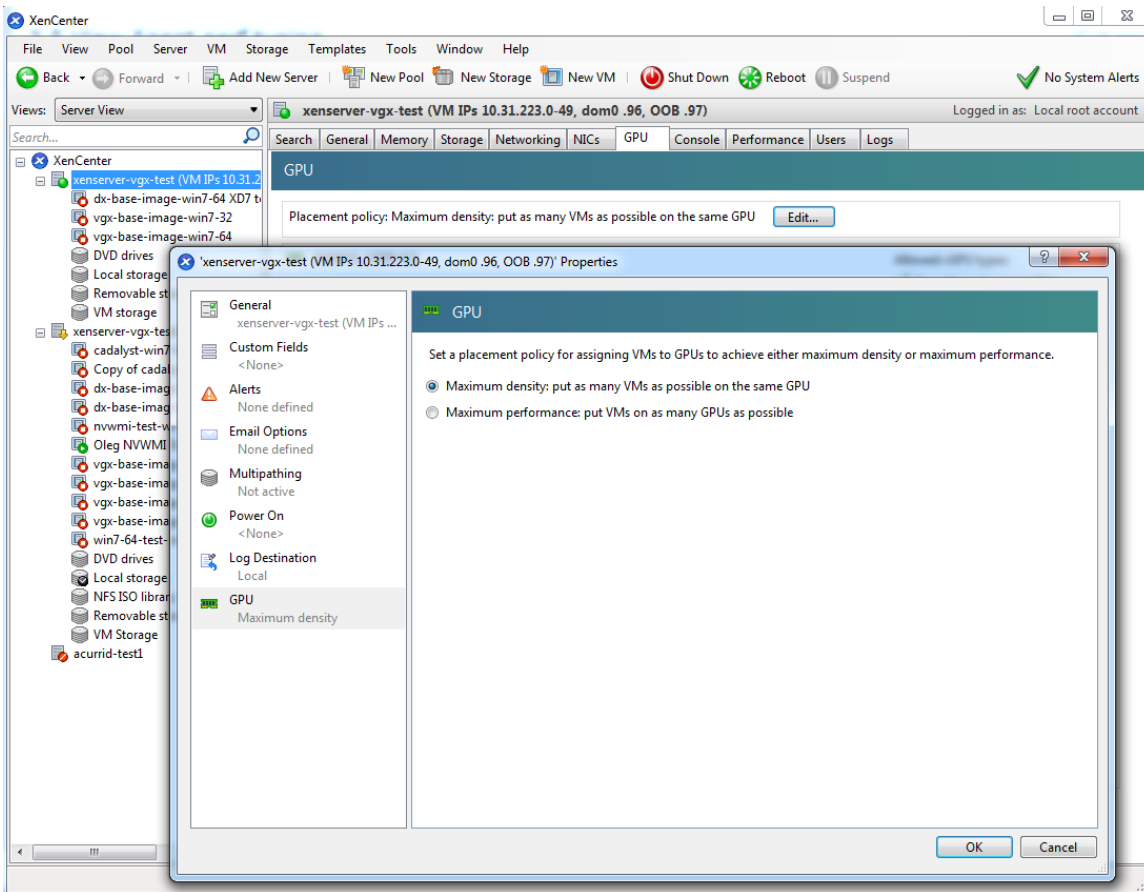 XenCenter
File View Pool Server VM Storage Templates Tools Window Help
Back Forward Add New Server New Pool New Storage New VM Shut Down Reboot Suspend No System Alerts
Views: Server View
xenserver-vgx-test (VM IPs 10.31.223.0-49, dom0 .96, OOB .97) Logged in as: Local root account
Search...
Search General Memory Storage Networking NICs GPU Console Performance Users Logs
XenCenter
xenserver-vgx-test (VM IPs 10.31.2
dx-base-image-win7-64 XD7 t
vgx-base-image-win7-32
vgx-base-image-win7-64
DVD drives
Local storage
Removable st
VM storage
xenserver-vgx-tes
cadalyst-win7
Copy of cadal
dx-base-imag
dx-base-imag
nvwmi-test-w
Oleg NVWMI
vgx-base-ima
vgx-base-ima
vgx-base-ima
vgx-base-ima
win7-64-test-
DVD drives
Local storage
NFS ISO librar
Removable st
VM Storage
acurrid-test1
GPU
Placement policy: Maximum density: put as many VMs as possible on the same GPU Edit...
'xenserver-vgx-test (VM IPs 10.31.223.0-49, dom0 .96, OOB .97)' Properties
General
xenserver-vgx-test (VM IPs ...
Custom Fields
<None>
Alerts
None defined
Email Options
None defined
Multipathing
Not active
Power On
<None>
Log Destination
Local
GPU
Maximum density
GPU
Set a placement policy for assigning VMs to GPUs to achieve either maximum density or maximum performance.
Maximum density: put as many VMs as possible on the same GPU
Maximum performance: put VMs on as many GPUs as possible
OK Cancel